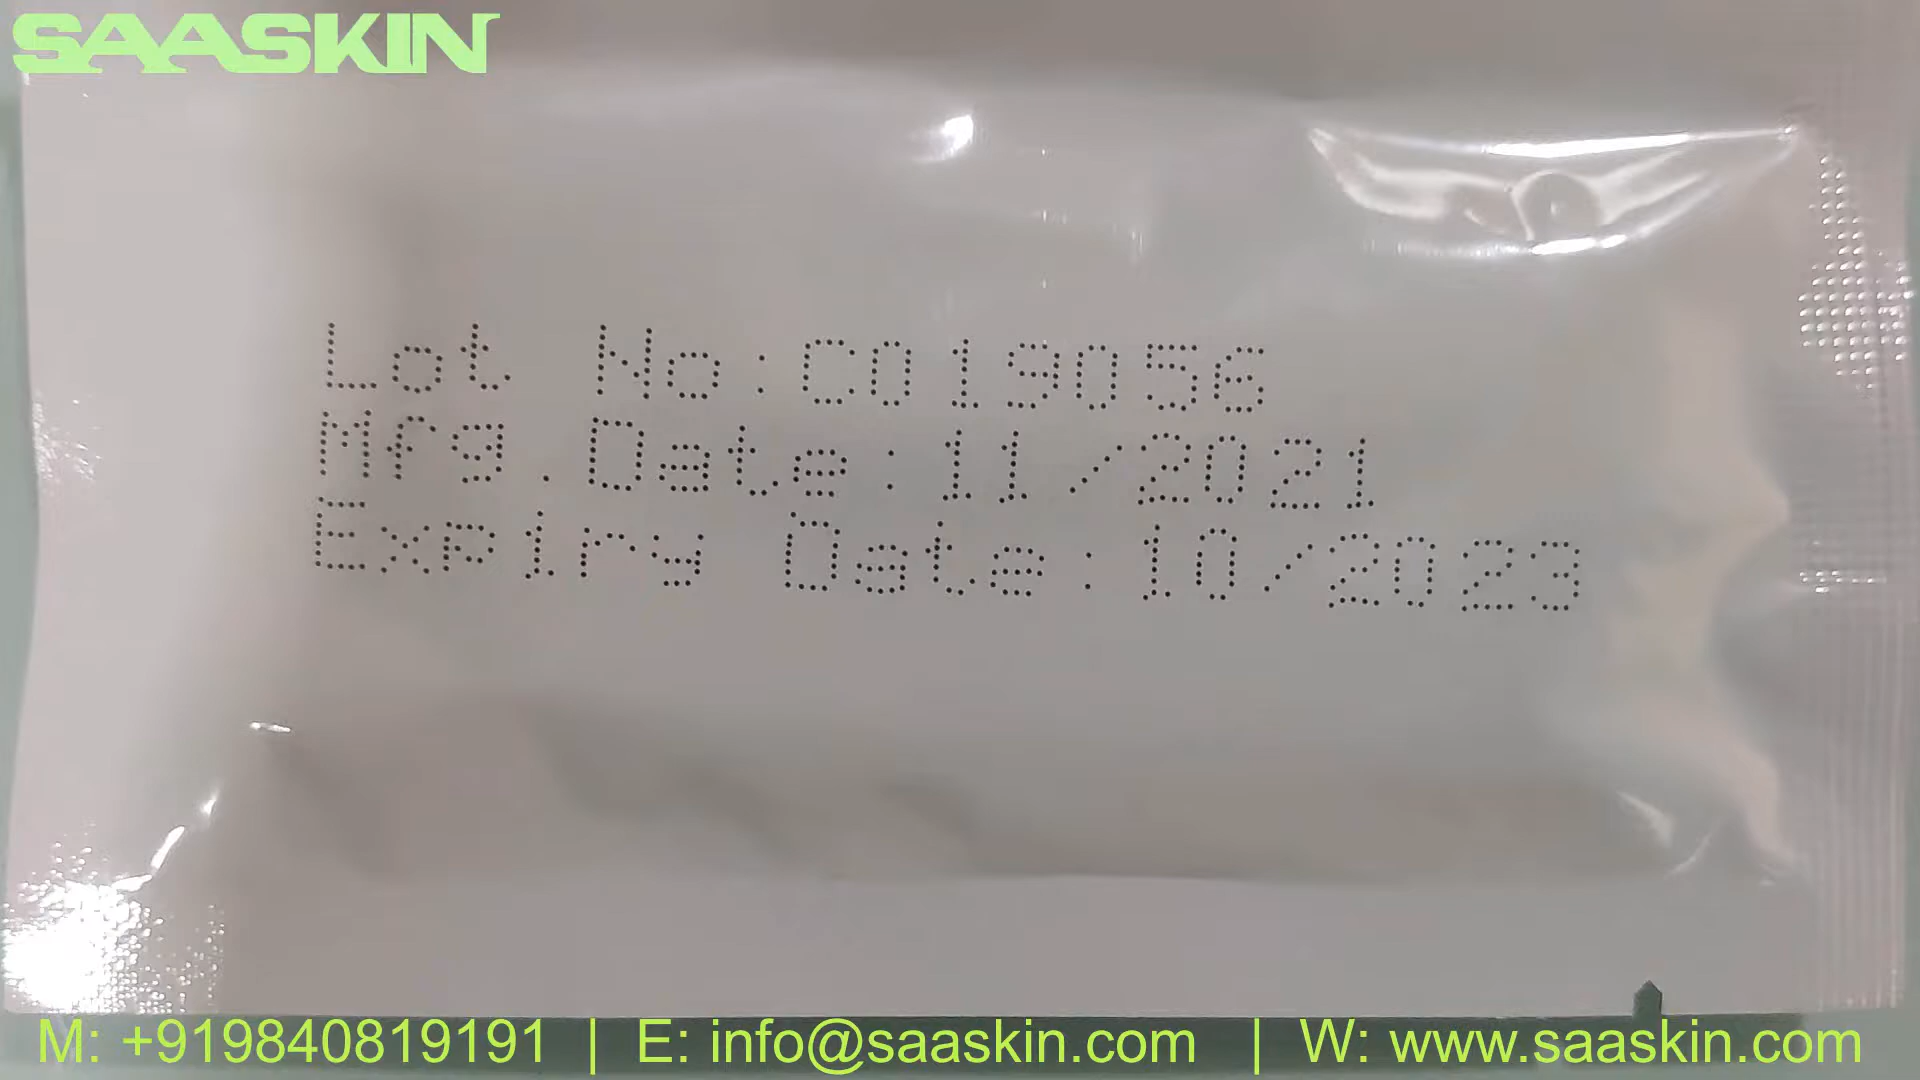 SAASKIN
Lot No:C019056
Mfg.Date:11/2021
Expiry Date:10/2023
M: +919840819191 | E: info@saaskin.com | W: www.saaskin.com